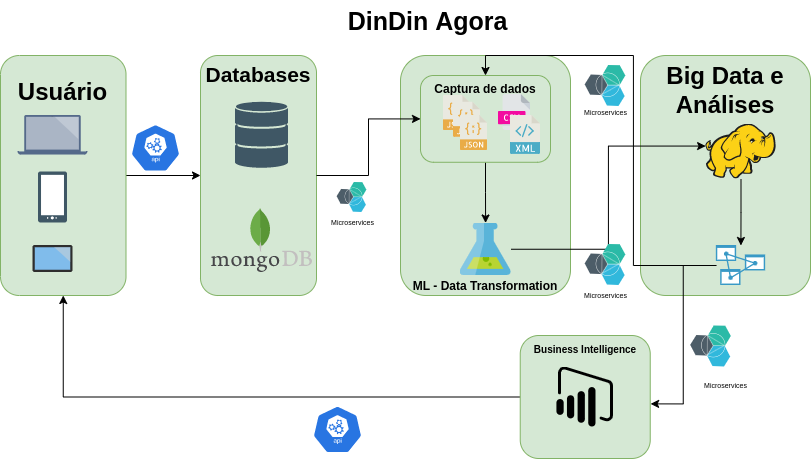 DinDin Agora
Usuário
Databases
Captura de dados
JSON
XML
Microservices
Big Data e
Análises
api
Microservices
mongoDB
ML - Data Transformation
Microservices
Business Intelligence
Microservices
api